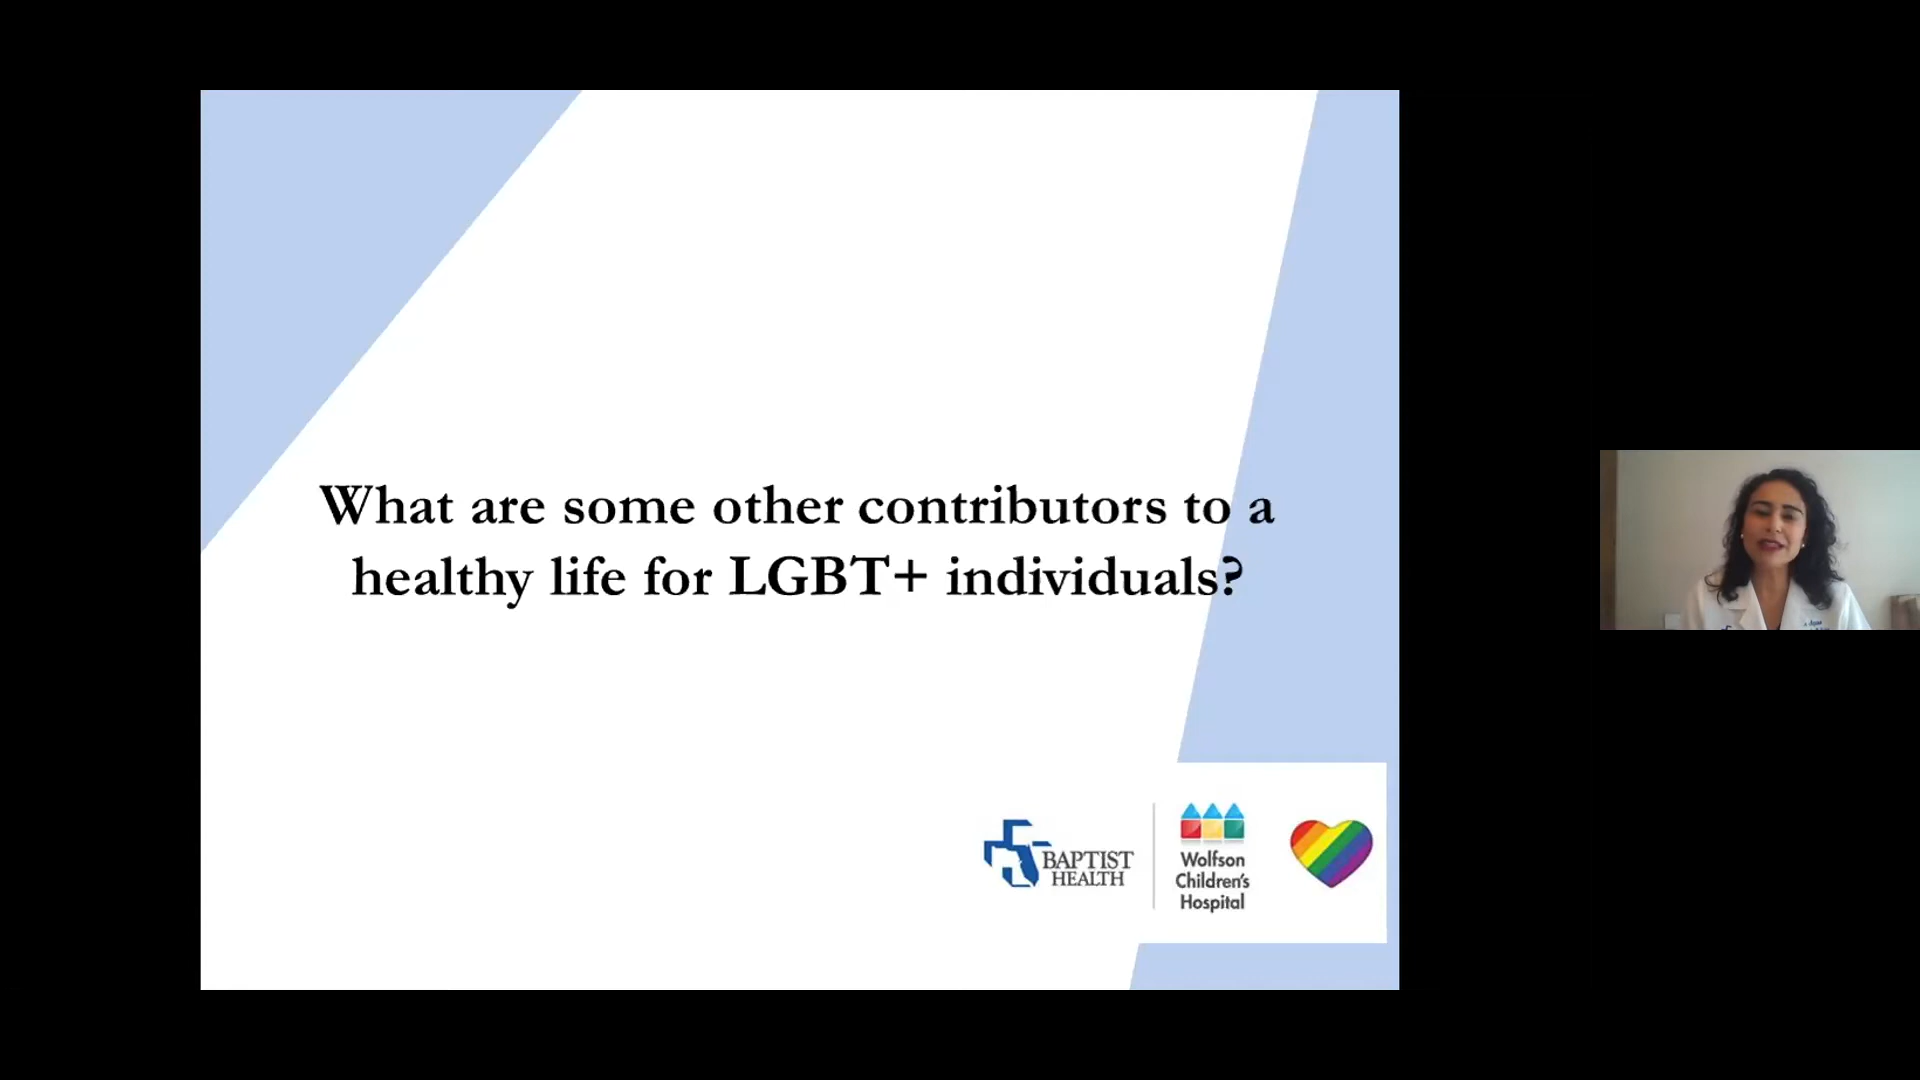 What are some other contributors to a
healthy life for LGBT+ individuals?
BAPTIST
HEALTH
Wolfson
Children's
Hospital